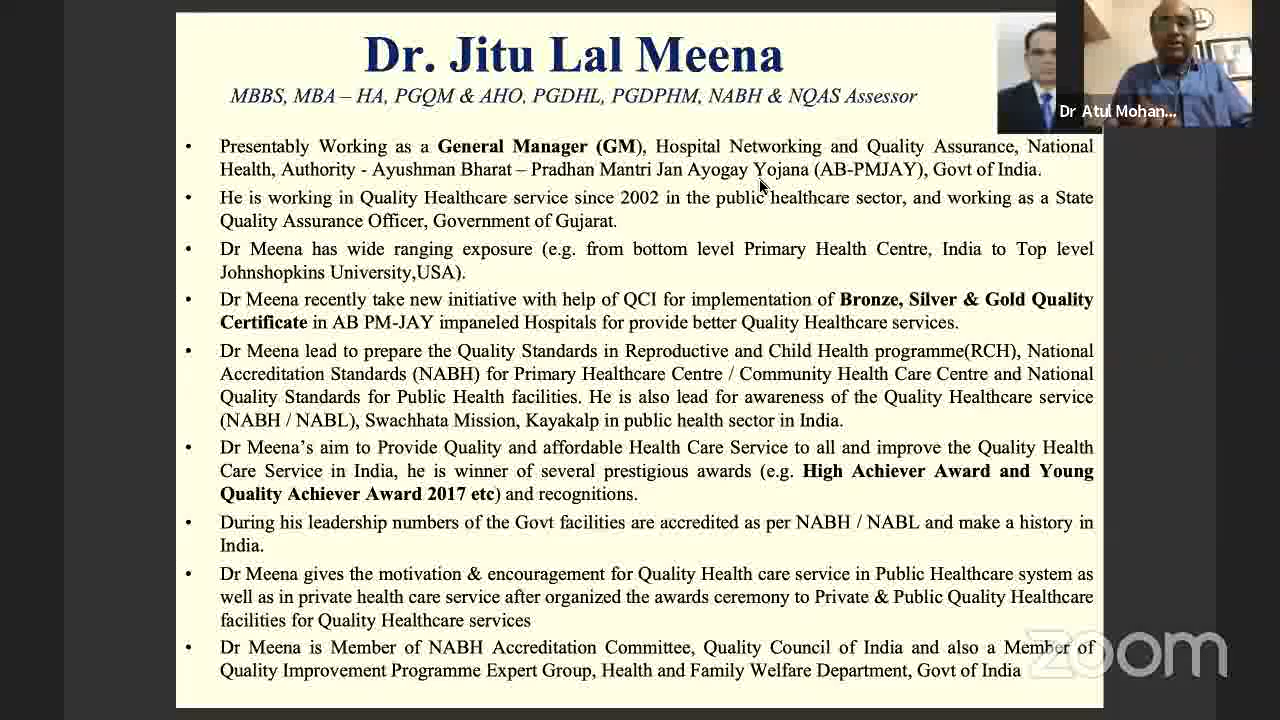 Dr. Jitu Lal Meena
MBBS, MBA – HA, PGQM & AHO, PGDHL, PGDPHM, NABH & NQAS Assessor
Dr Atul Mohan...
• Presentably Working as a General Manager (GM), Hospital Networking and Quality Assurance, National
Health, Authority - Ayushman Bharat – Pradhan Mantri Jan Ayogay Yojana (AB-PMJAY), Govt of India.
• He is working in Quality Healthcare service since 2002 in the public healthcare sector, and working as a State
Quality Assurance Officer, Government of Gujarat.
• Dr Meena has wide ranging exposure (e.g. from bottom level Primary Health Centre, India to Top level
Johnshopkins University,USA).
• Dr Meena recently take new initiative with help of QCI for implementation of Bronze, Silver & Gold Quality
Certificate in AB PM-JAY impaneled Hospitals for provide better Quality Healthcare services.
• Dr Meena lead to prepare the Quality Standards in Reproductive and Child Health programme(RCH), National
Accreditation Standards (NABH) for Primary Healthcare Centre / Community Health Care Centre and National
Quality Standards for Public Health facilities. He is also lead for awareness of the Quality Healthcare service
(NABH / NABL), Swachhata Mission, Kayakalp in public health sector in India.
• Dr Meena’s aim to Provide Quality and affordable Health Care Service to all and improve the Quality Health
Care Service in India, he is winner of several prestigious awards (e.g. High Achiever Award and Young
Quality Achiever Award 2017 etc) and recognitions.
• During his leadership numbers of the Govt facilities are accredited as per NABH / NABL and make a history in
India.
• Dr Meena gives the motivation & encouragement for Quality Health care service in Public Healthcare system as
well as in private health care service after organized the awards ceremony to Private & Public Quality Healthcare
facilities for Quality Healthcare services
• Dr Meena is Member of NABH Accreditation Committee, Quality Council of India and also a Member of
Quality Improvement Programme Expert Group, Health and Family Welfare Department, Govt of India
zoom